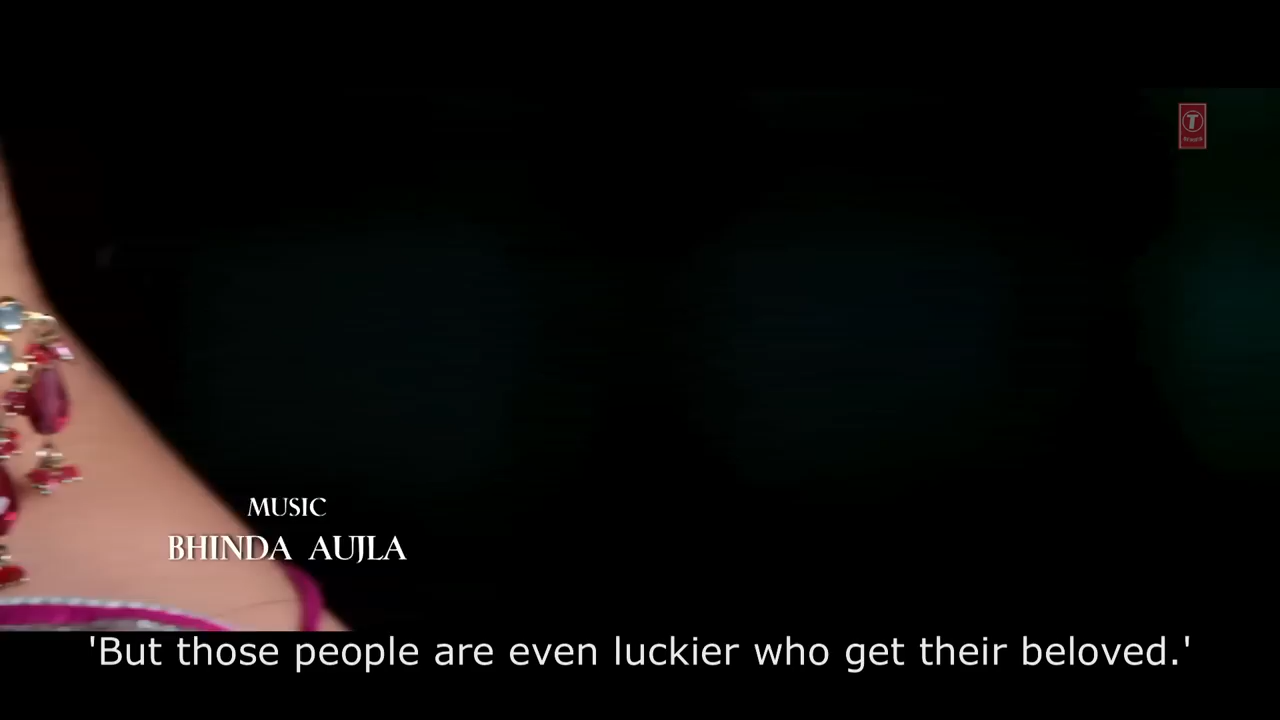 T
MUSIC
BHINDA AUJLA
'But those people are even luckier who get their beloved.'